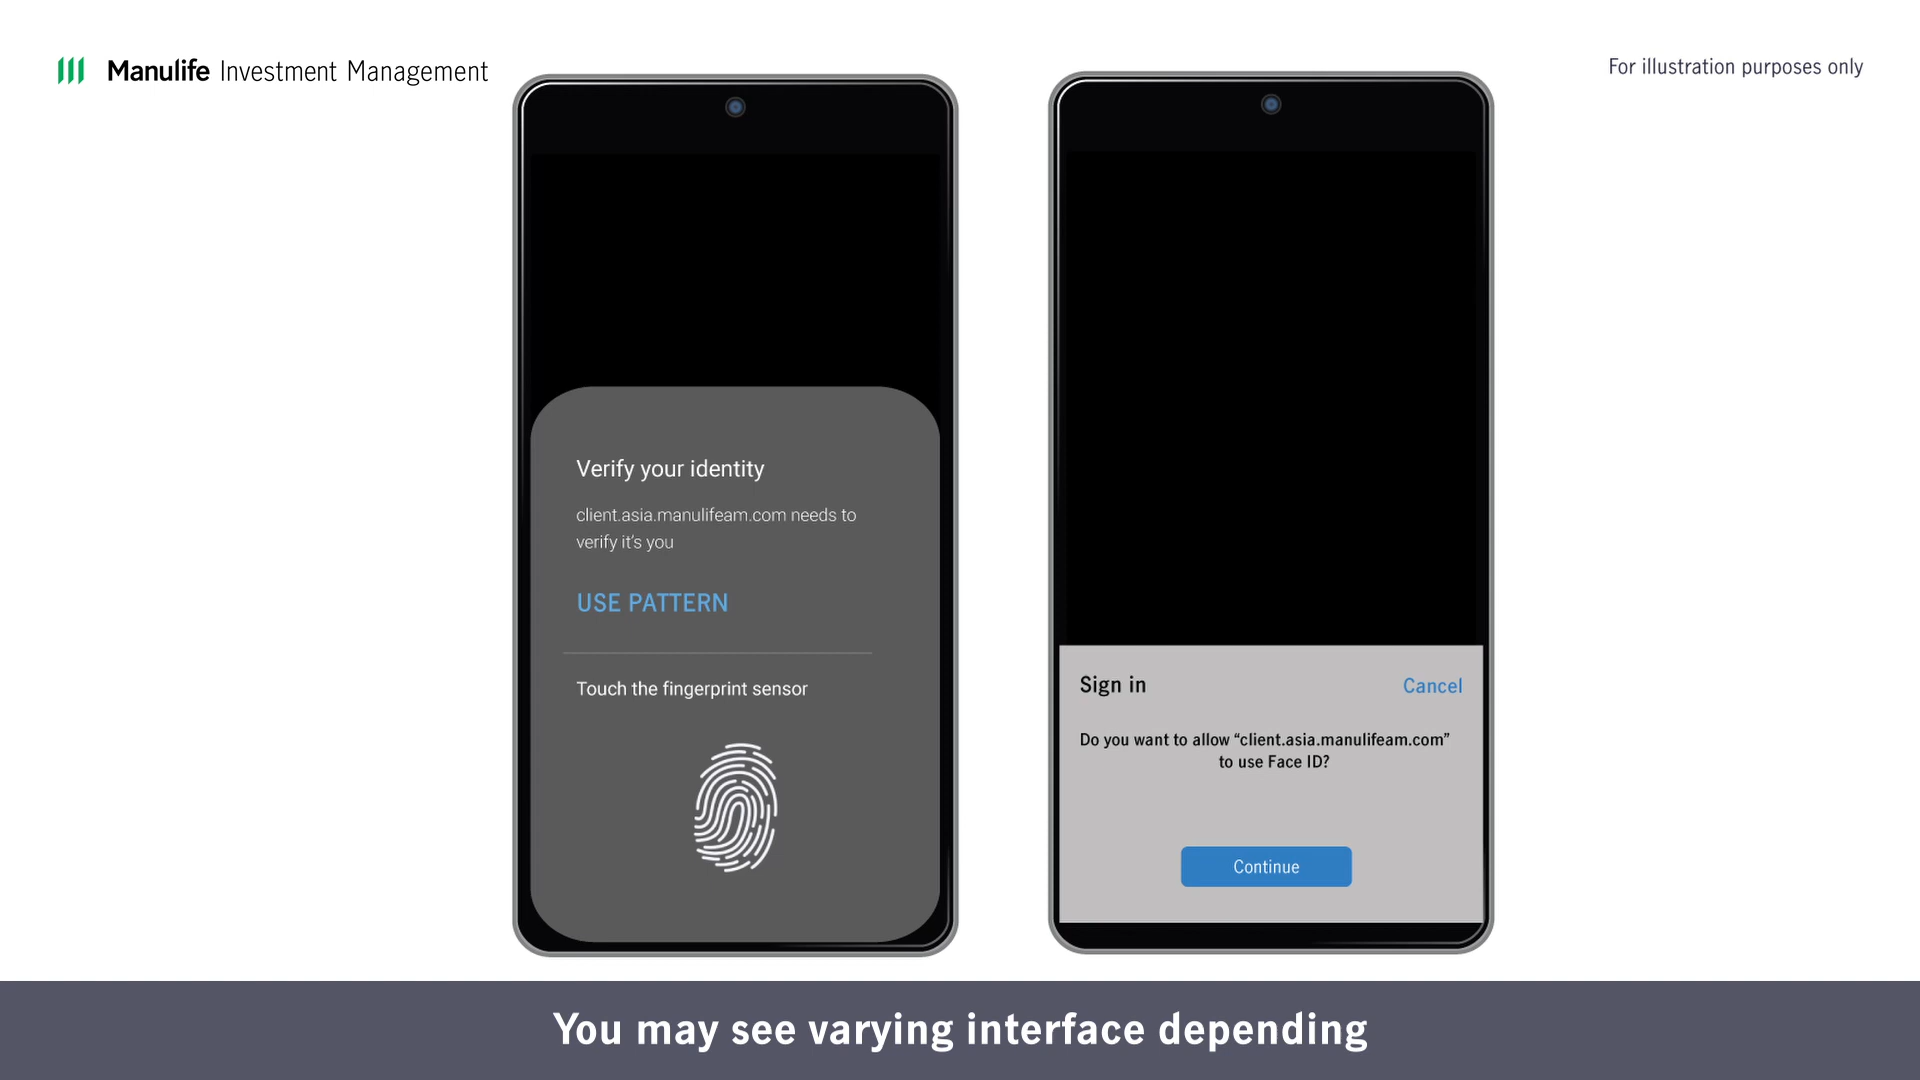 Manulife Investment Management
For illustration purposes only
Verify your identity
client.asia.manulifeam.com needs to
verify it's you
USE PATTERN
Touch the fingerprint sensor
Sign in
Cancel
Do you want to allow “client.asia.manulifeam.com”
to use Face ID?
Continue
You may see varying interface depending